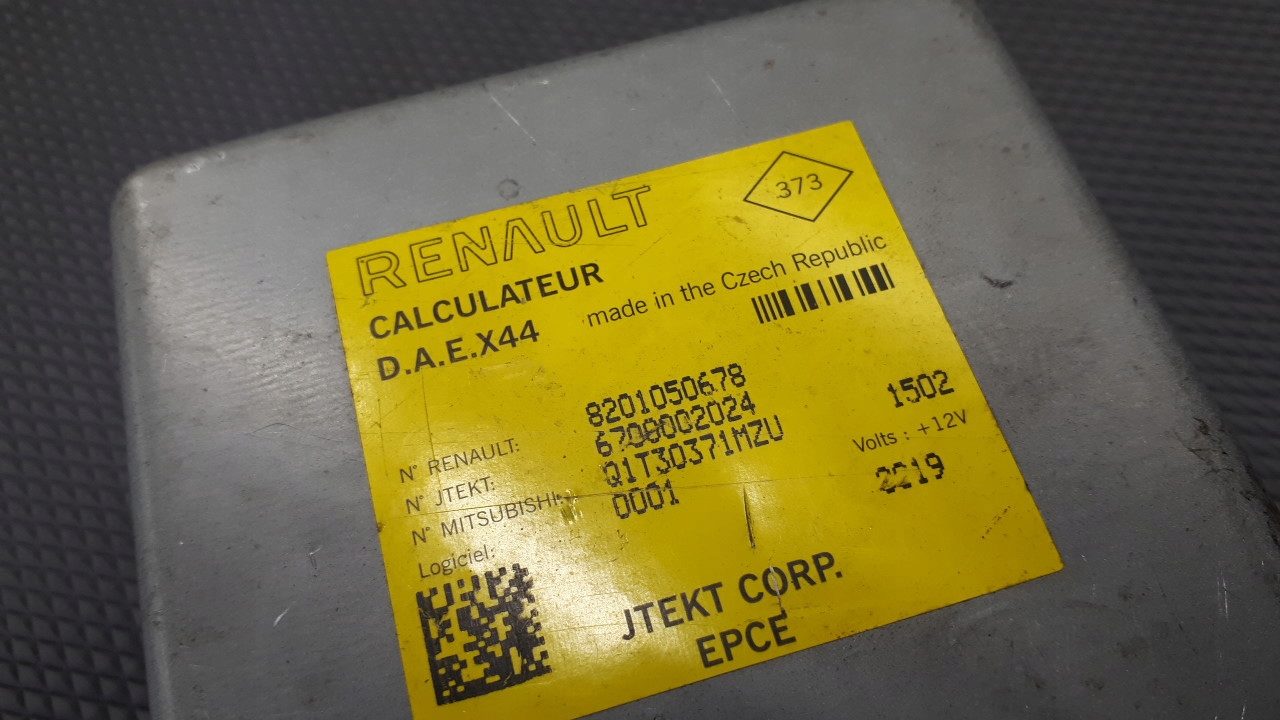 RENAULT
373
CALCULATEUR
made in the Czech Republic
D.A.E.X44
N° RENAULT: 8201050678 1502
N° JTEKT: 6708002024 Volts : +12V
N° MITSUBISHI: Q1T30371MZU 2219
Logiciel: 0001
JTEKT CORP.
EPCE